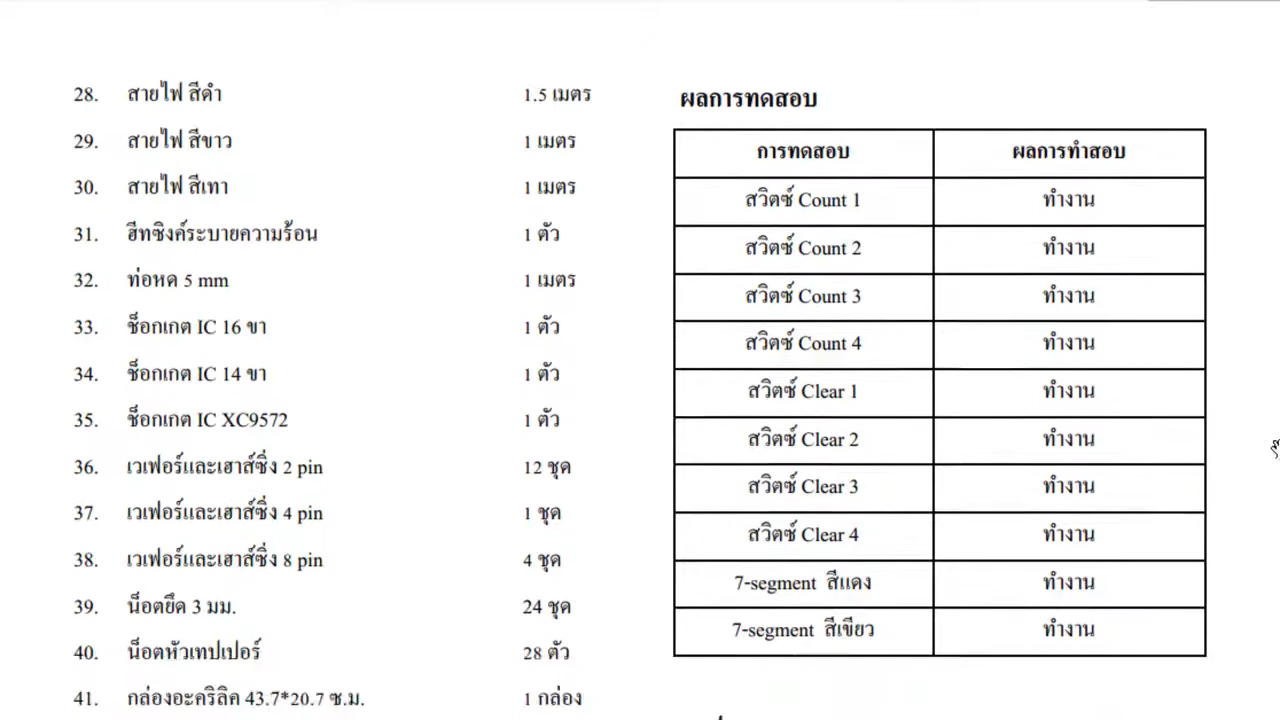 28. สายไฟ สีดำ 1.5 เมตร
29. สายไฟ สีขาว 1 เมตร
30. สายไฟ สีเทา 1 เมตร
31. ฮีทซิงค์ระบายความร้อน 1 ตัว
32. ท่อหด 5 mm 1 เมตร
33. ช็อกเกต IC 16 ขา 1 ตัว
34. ช็อกเกต IC 14 ขา 1 ตัว
35. ช็อกเกต IC XC9572 1 ตัว
36. เวเฟอร์และเฮาส์ซิ่ง 2 pin 12 ชุด
37. เวเฟอร์และเฮาส์ซิ่ง 4 pin 1 ชุด
38. เวเฟอร์และเฮาส์ซิ่ง 8 pin 4 ชุด
39. น็อตยึด 3 มม. 24 ชุด
40. น็อตหัวเทปเปอร์ 28 ตัว
41. กล่องอะคริลิค 43.7*20.7 ซ.ม. 1 กล่อง
ผลการทดสอบ
การทดสอบ ผลการทำสอบ
สวิตซ์ Count 1 ทำงาน
สวิตซ์ Count 2 ทำงาน
สวิตซ์ Count 3 ทำงาน
สวิตซ์ Count 4 ทำงาน
สวิตซ์ Clear 1 ทำงาน
สวิตซ์ Clear 2 ทำงาน
สวิตซ์ Clear 3 ทำงาน
สวิตซ์ Clear 4 ทำงาน
7-segment สีแดง ทำงาน
7-segment สีเขียว ทำงาน